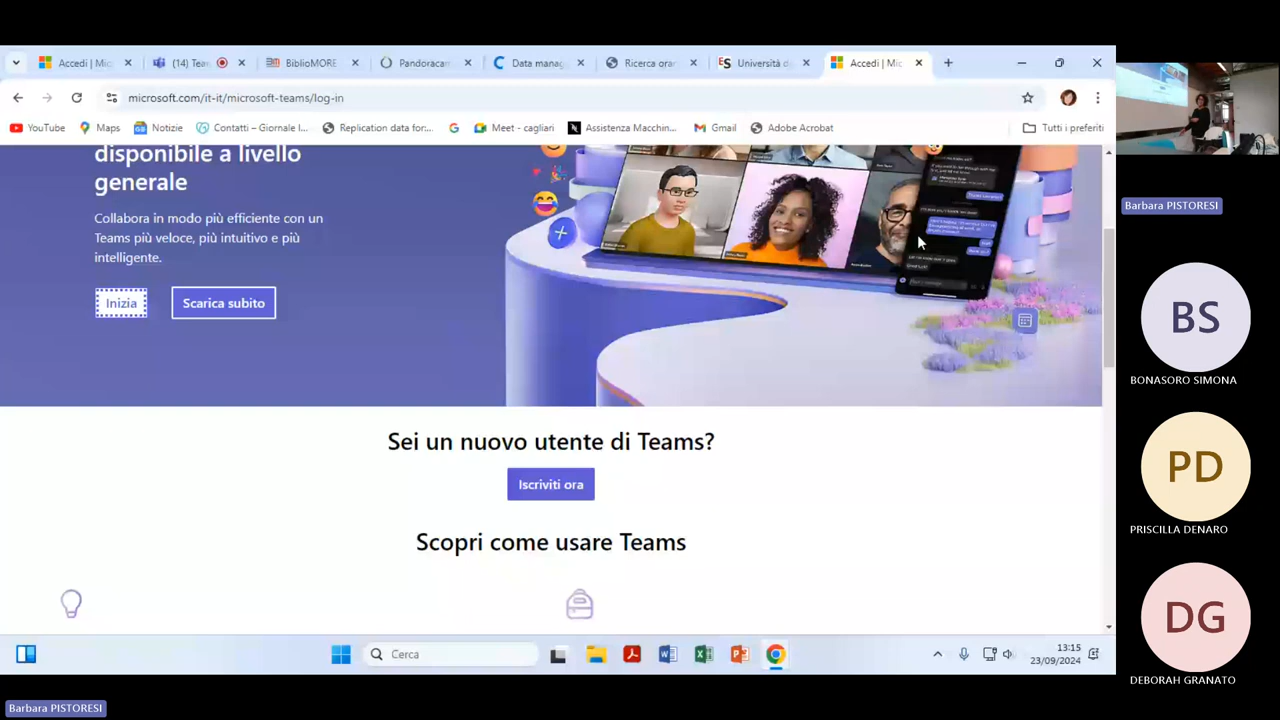 Accedi | Mic
(14) Tea
BiblioMORE
Pandoracam
Data manag
Ricerca orar
ES Università d
Accedi | Mic
microsoft.com/it-it/microsoft-teams/log-in
YouTube
Maps
Notizie
Contatti – Giornale l...
Replication data for:...
Meet - cagliari
Assistenza Macchin...
Gmail
Adobe Acrobat
Tutti i preferiti
disponibile a livello
generale
Collabora in modo più efficiente con un
Teams più veloce, più intuitivo e più
intelligente.
Inizia
Scarica subito
Sei un nuovo utente di Teams?
Iscriviti ora
Scopri come usare Teams
Cerca
13:15
23/09/2024
Barbara PISTORESI
BS
BONASORO SIMONA
PD
PRISCILLA DENARO
DG
DEBORAH GRANATO
Barbara PISTORESI